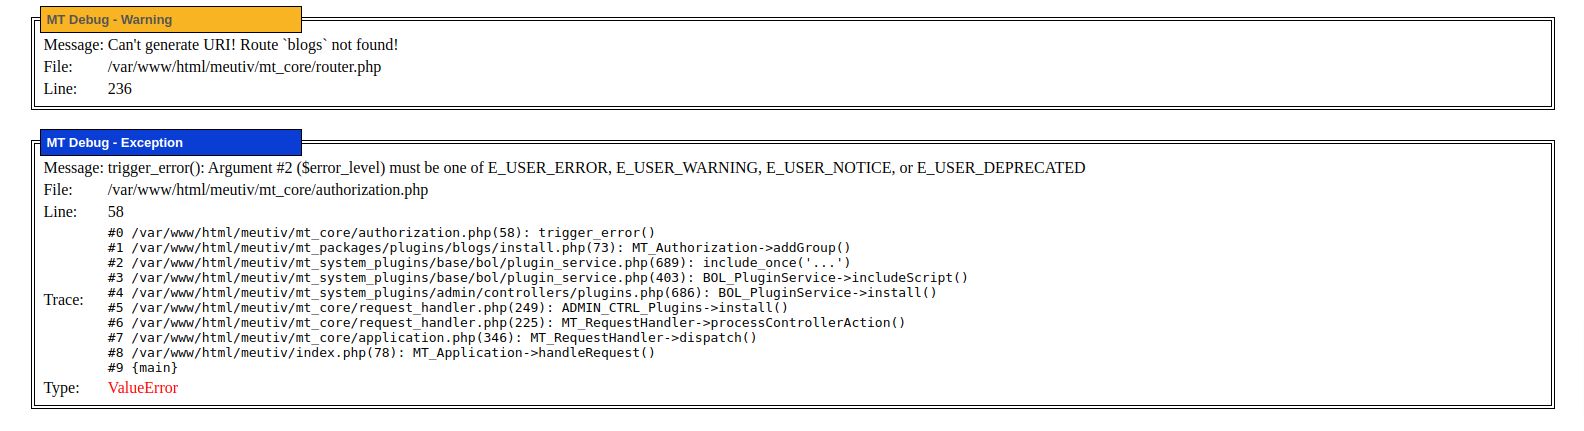 MT Debug - Warning
Message: Can't generate URI! Route `blogs` not found!
File: /var/www/html/meutiv/mt_core/router.php
Line: 236
MT Debug - Exception
Message: trigger_error(): Argument #2 ($error_level) must be one of E_USER_ERROR, E_USER_WARNING, E_USER_NOTICE, or E_USER_DEPRECATED
File: /var/www/html/meutiv/mt_core/authorization.php
Line: 58
#0 /var/www/html/meutiv/mt_core/authorization.php(58): trigger_error()
#1 /var/www/html/meutiv/mt_packages/plugins/blogs/install.php(73): MT_Authorization->addGroup()
#2 /var/www/html/meutiv/mt_system_plugins/base/bol/plugin_service.php(689): include_once('...')
#3 /var/www/html/meutiv/mt_system_plugins/base/bol/plugin_service.php(403): BOL_PluginService->includeScript()
#4 /var/www/html/meutiv/mt_system_plugins/admin/controllers/plugins.php(686): BOL_PluginService->install()
Trace: #5 /var/www/html/meutiv/mt_core/request_handler.php(249): ADMIN_CTRL_Plugins->install()
#6 /var/www/html/meutiv/mt_core/request_handler.php(225): MT_RequestHandler->processControllerAction()
#7 /var/www/html/meutiv/mt_core/application.php(346): MT_RequestHandler->dispatch()
#8 /var/www/html/meutiv/index.php(78): MT_Application->handleRequest()
#9 {main}
Type: ValueError